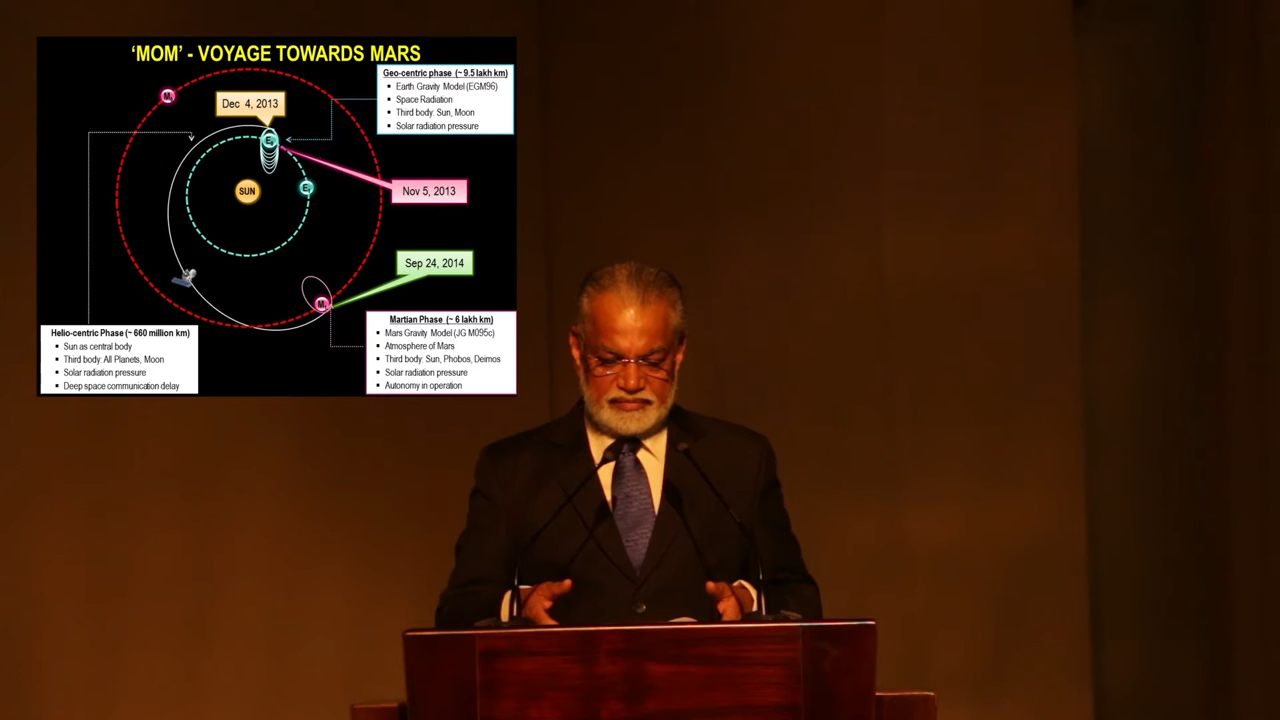 ‘MOM’ - VOYAGE TOWARDS MARS
Geo-centric phase (~ 9.5 lakh km)
▪ Earth Gravity Model (EGM96)
▪ Space Radiation
▪ Third body: Sun, Moon
▪ Solar radiation pressure
Dec 4, 2013
SUN
Nov 5, 2013
Sep 24, 2014
Helio-centric Phase (~ 660 million km)
▪ Sun as central body
▪ Third body: All Planets, Moon
▪ Solar radiation pressure
▪ Deep space communication delay
Martian Phase (~ 6 lakh km)
▪ Mars Gravity Model (JG M095c)
▪ Atmosphere of Mars
▪ Third body: Sun, Phobos, Deimos
▪ Solar radiation pressure
▪ Autonomy in operation